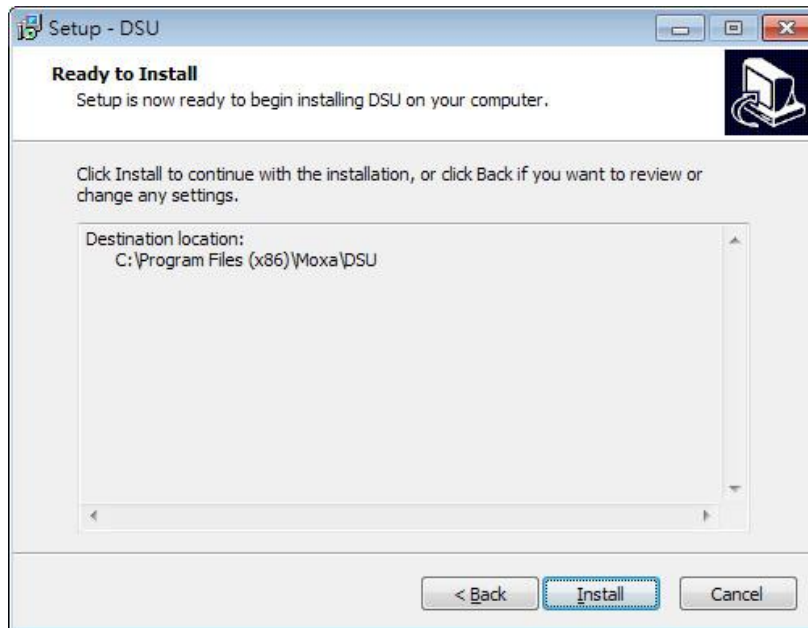 Setup - DSU
Ready to Install
Setup is now ready to begin installing DSU on your computer.
Click Install to continue with the installation, or click Back if you want to review or
change any settings.
Destination location:
C:\Program Files (x86)\Moxa\DSU
< Back
Install
Cancel